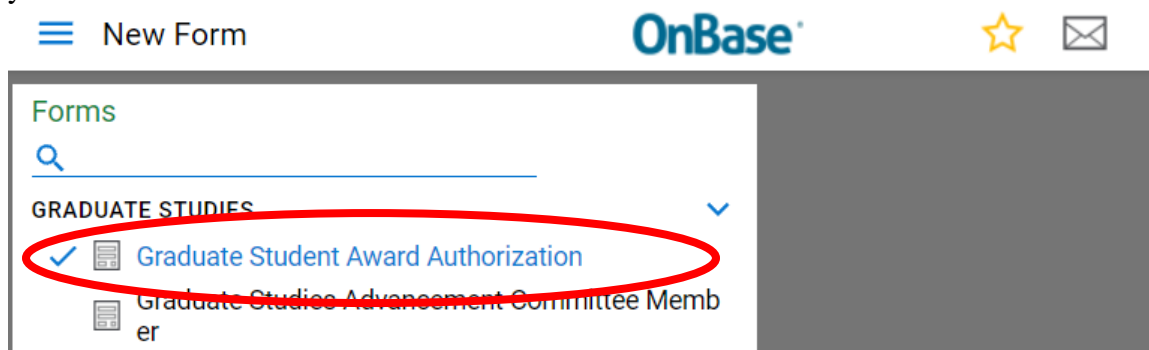 New Form
OnBase
Forms
GRADUATE STUDIES
Graduate Student Award Authorization
Graduate Studies Advancement Committee Memb
er